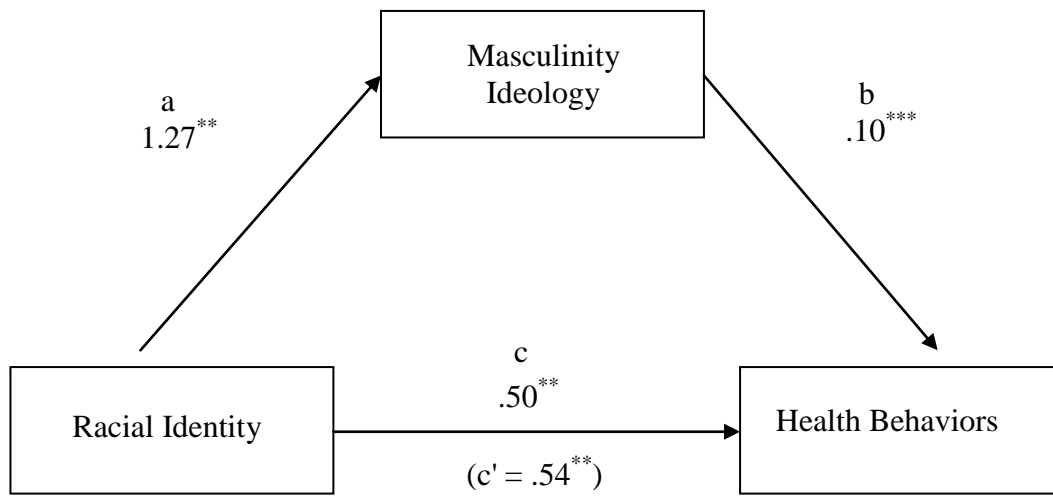 Masculinity
Ideology
a
1.27**
b
.10***
c
.50**
Racial Identity
Health Behaviors
(c' = .54**)